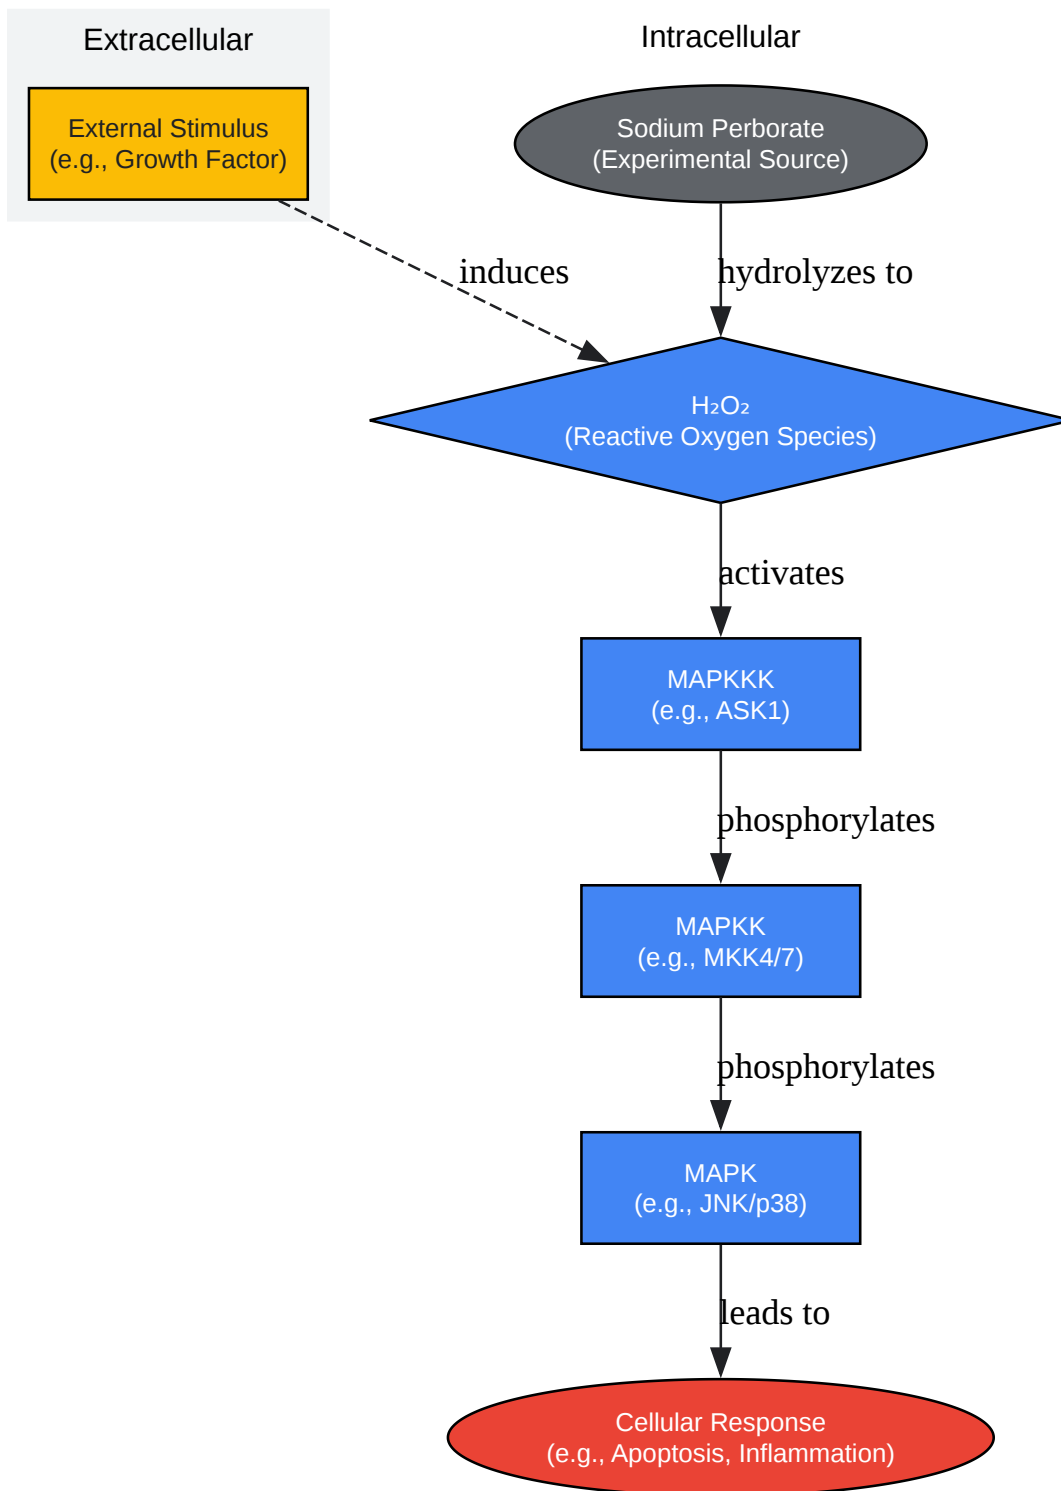 Extracellular
Intracellular
External Stimulus
(e.g., Growth Factor)
Sodium Perborate
(Experimental Source)
induces
hydrolyzes to
H₂O₂
(Reactive Oxygen Species)
activates
MAPKKK
(e.g., ASK1)
phosphorylates
MAPKK
(e.g., MKK4/7)
phosphorylates
MAPK
(e.g., JNK/p38)
leads to
Cellular Response
(e.g., Apoptosis, Inflammation)